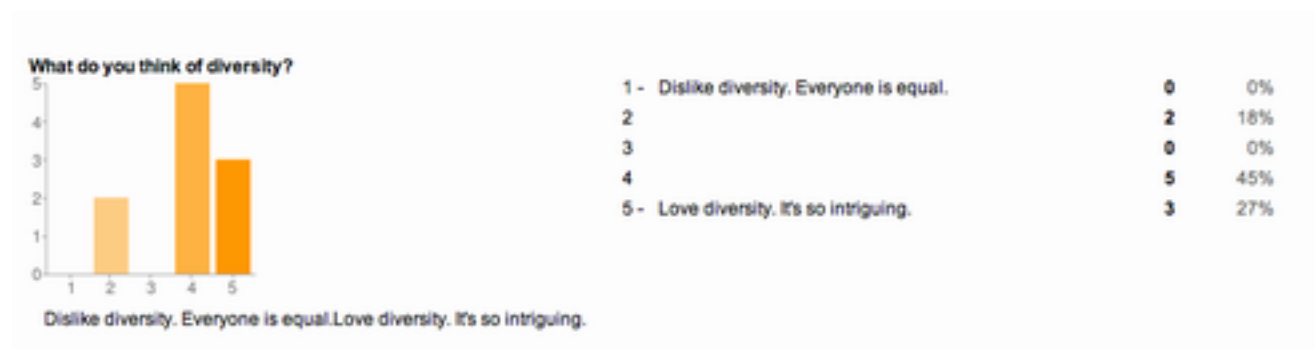 What do you think of diversity?
5
4
3
2
1
0
1 2 3 4 5
Dislike diversity. Everyone is equal.Love diversity. It's so intriguing.
1 - Dislike diversity. Everyone is equal. 0 0%
2 2 18%
3 0 0%
4 5 45%
5 - Love diversity. It's so intriguing. 3 27%